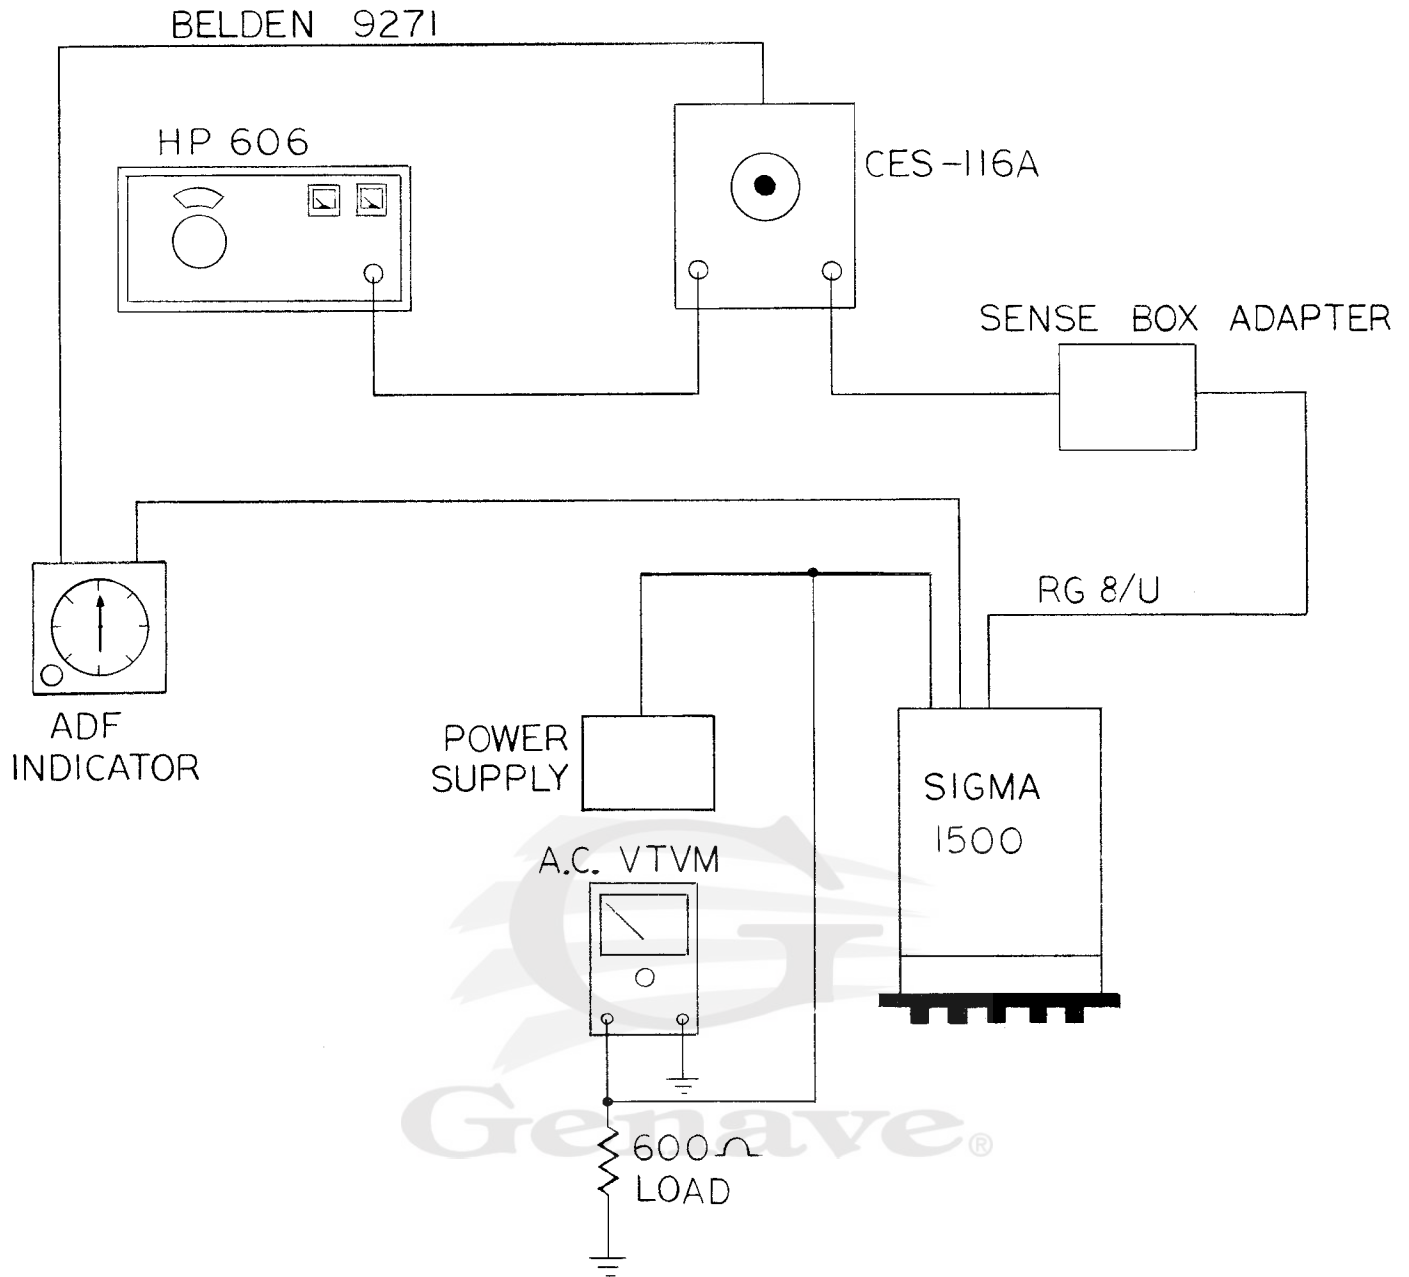 BELDEN 9271
HP 606
CES-116A
SENSE BOX ADAPTER
RG 8/U
ADF
INDICATOR
POWER
SUPPLY
SIGMA
1500
A.C. VTVM
600Ω
LOAD
Genave®